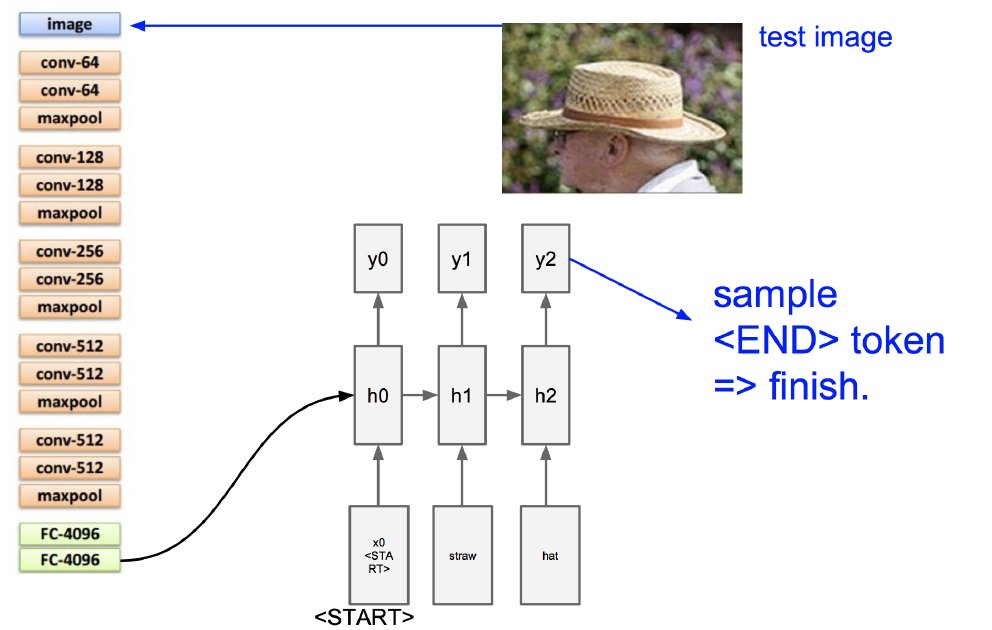 image
test image
conv-64
conv-64
maxpool
conv-128
conv-128
maxpool
conv-256
conv-256
maxpool
conv-512
conv-512
maxpool
conv-512
conv-512
maxpool
FC-4096
FC-4096
y0
y1
y2
h0
h1
h2
x0
<STA
RT>
straw
hat
<START>
sample
<END> token
=> finish.